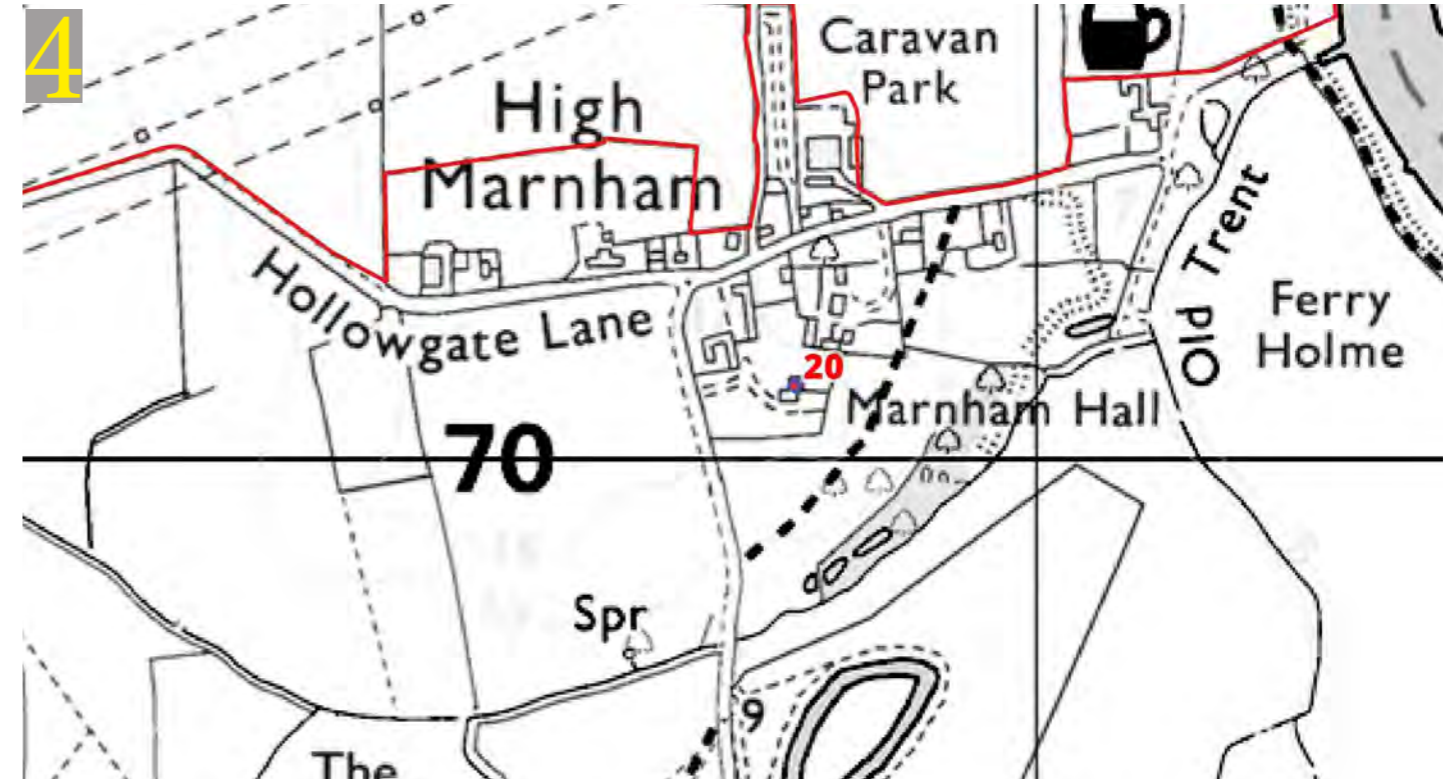 4
Caravan
Park
High
Marnham
Hollowgate Lane
Old Trent
Ferry
Holme
20
Marnham Hall
70
Spr
9
The